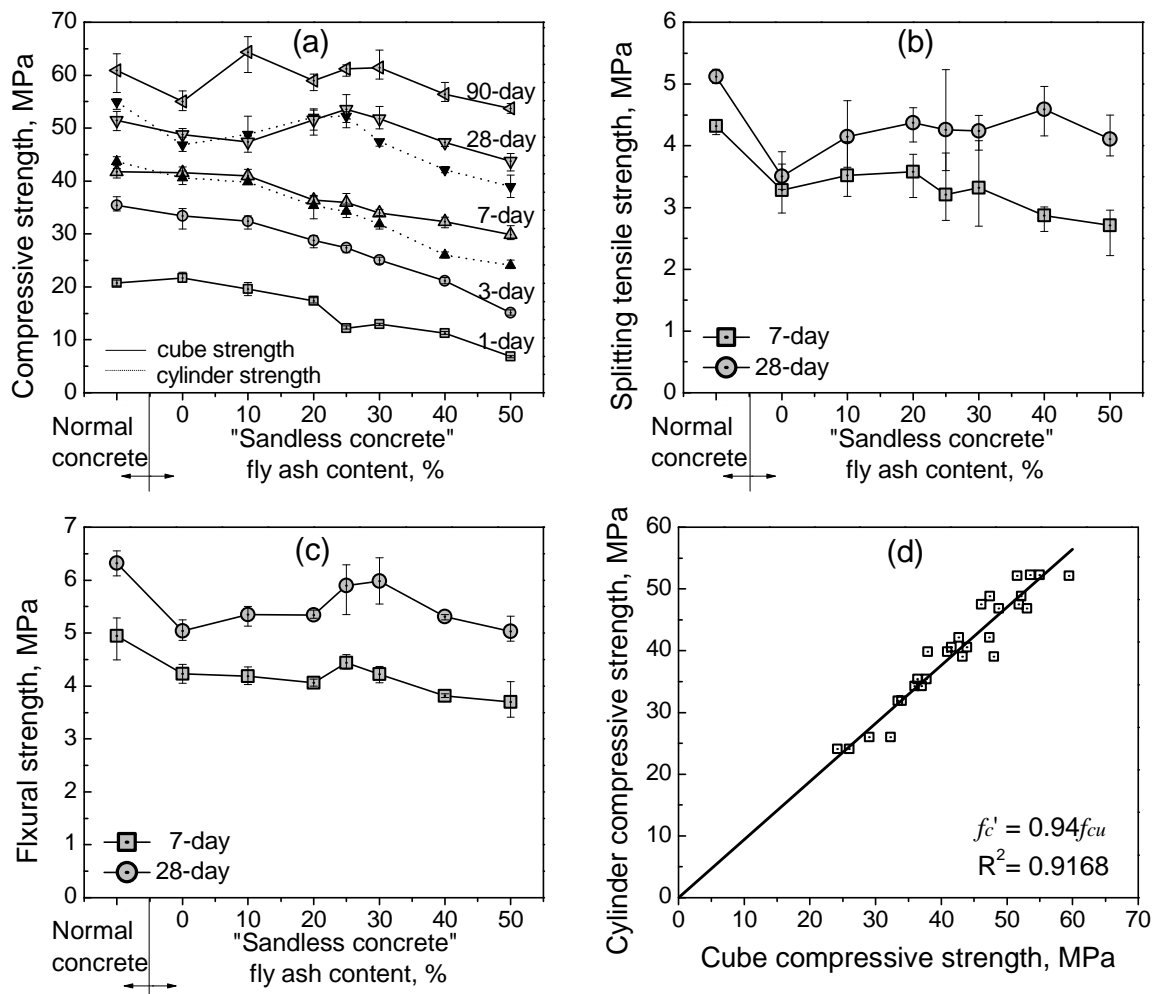 (a)
Compressive strength, MPa
70
60
50
40
30
20
10
0
90-day
28-day
7-day
3-day
1-day
cube strength
cylinder strength
0 10 20 30 40 50
Normal
concrete
"Sandless concrete"
fly ash content, %
(b)
Splitting tensile strength, MPa
6
5
4
3
2
1
0
7-day
28-day
0 10 20 30 40 50
Normal
concrete
"Sandless concrete"
fly ash content, %
(c)
Flxural strength, MPa
7
6
5
4
3
2
1
0
7-day
28-day
0 10 20 30 40 50
Normal
concrete
"Sandless concrete"
fly ash content, %
(d)
Cylinder compressive strength, MPa
60
50
40
30
20
10
0
fc' = 0.94fcu
R² = 0.9168
0 10 20 30 40 50 60 70
Cube compressive strength, MPa